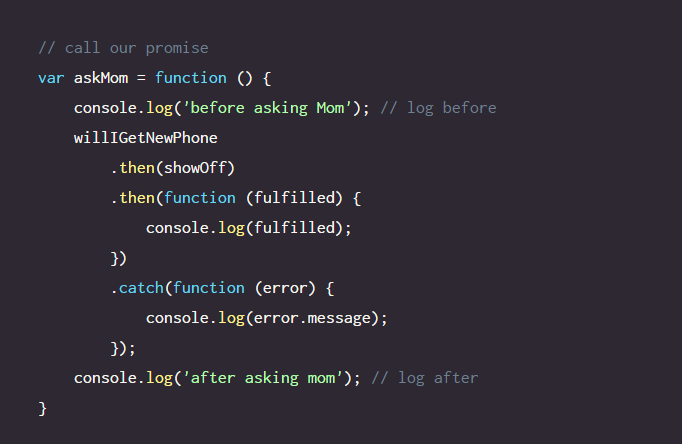 // call our promise
var askMom = function () {
    console.log('before asking Mom'); // log before
    willIGetNewPhone
        .then(showOff)
        .then(function (fulfilled) {
            console.log(fulfilled);
        })
        .catch(function (error) {
            console.log(error.message);
        });
    console.log('after asking mom'); // log after
}